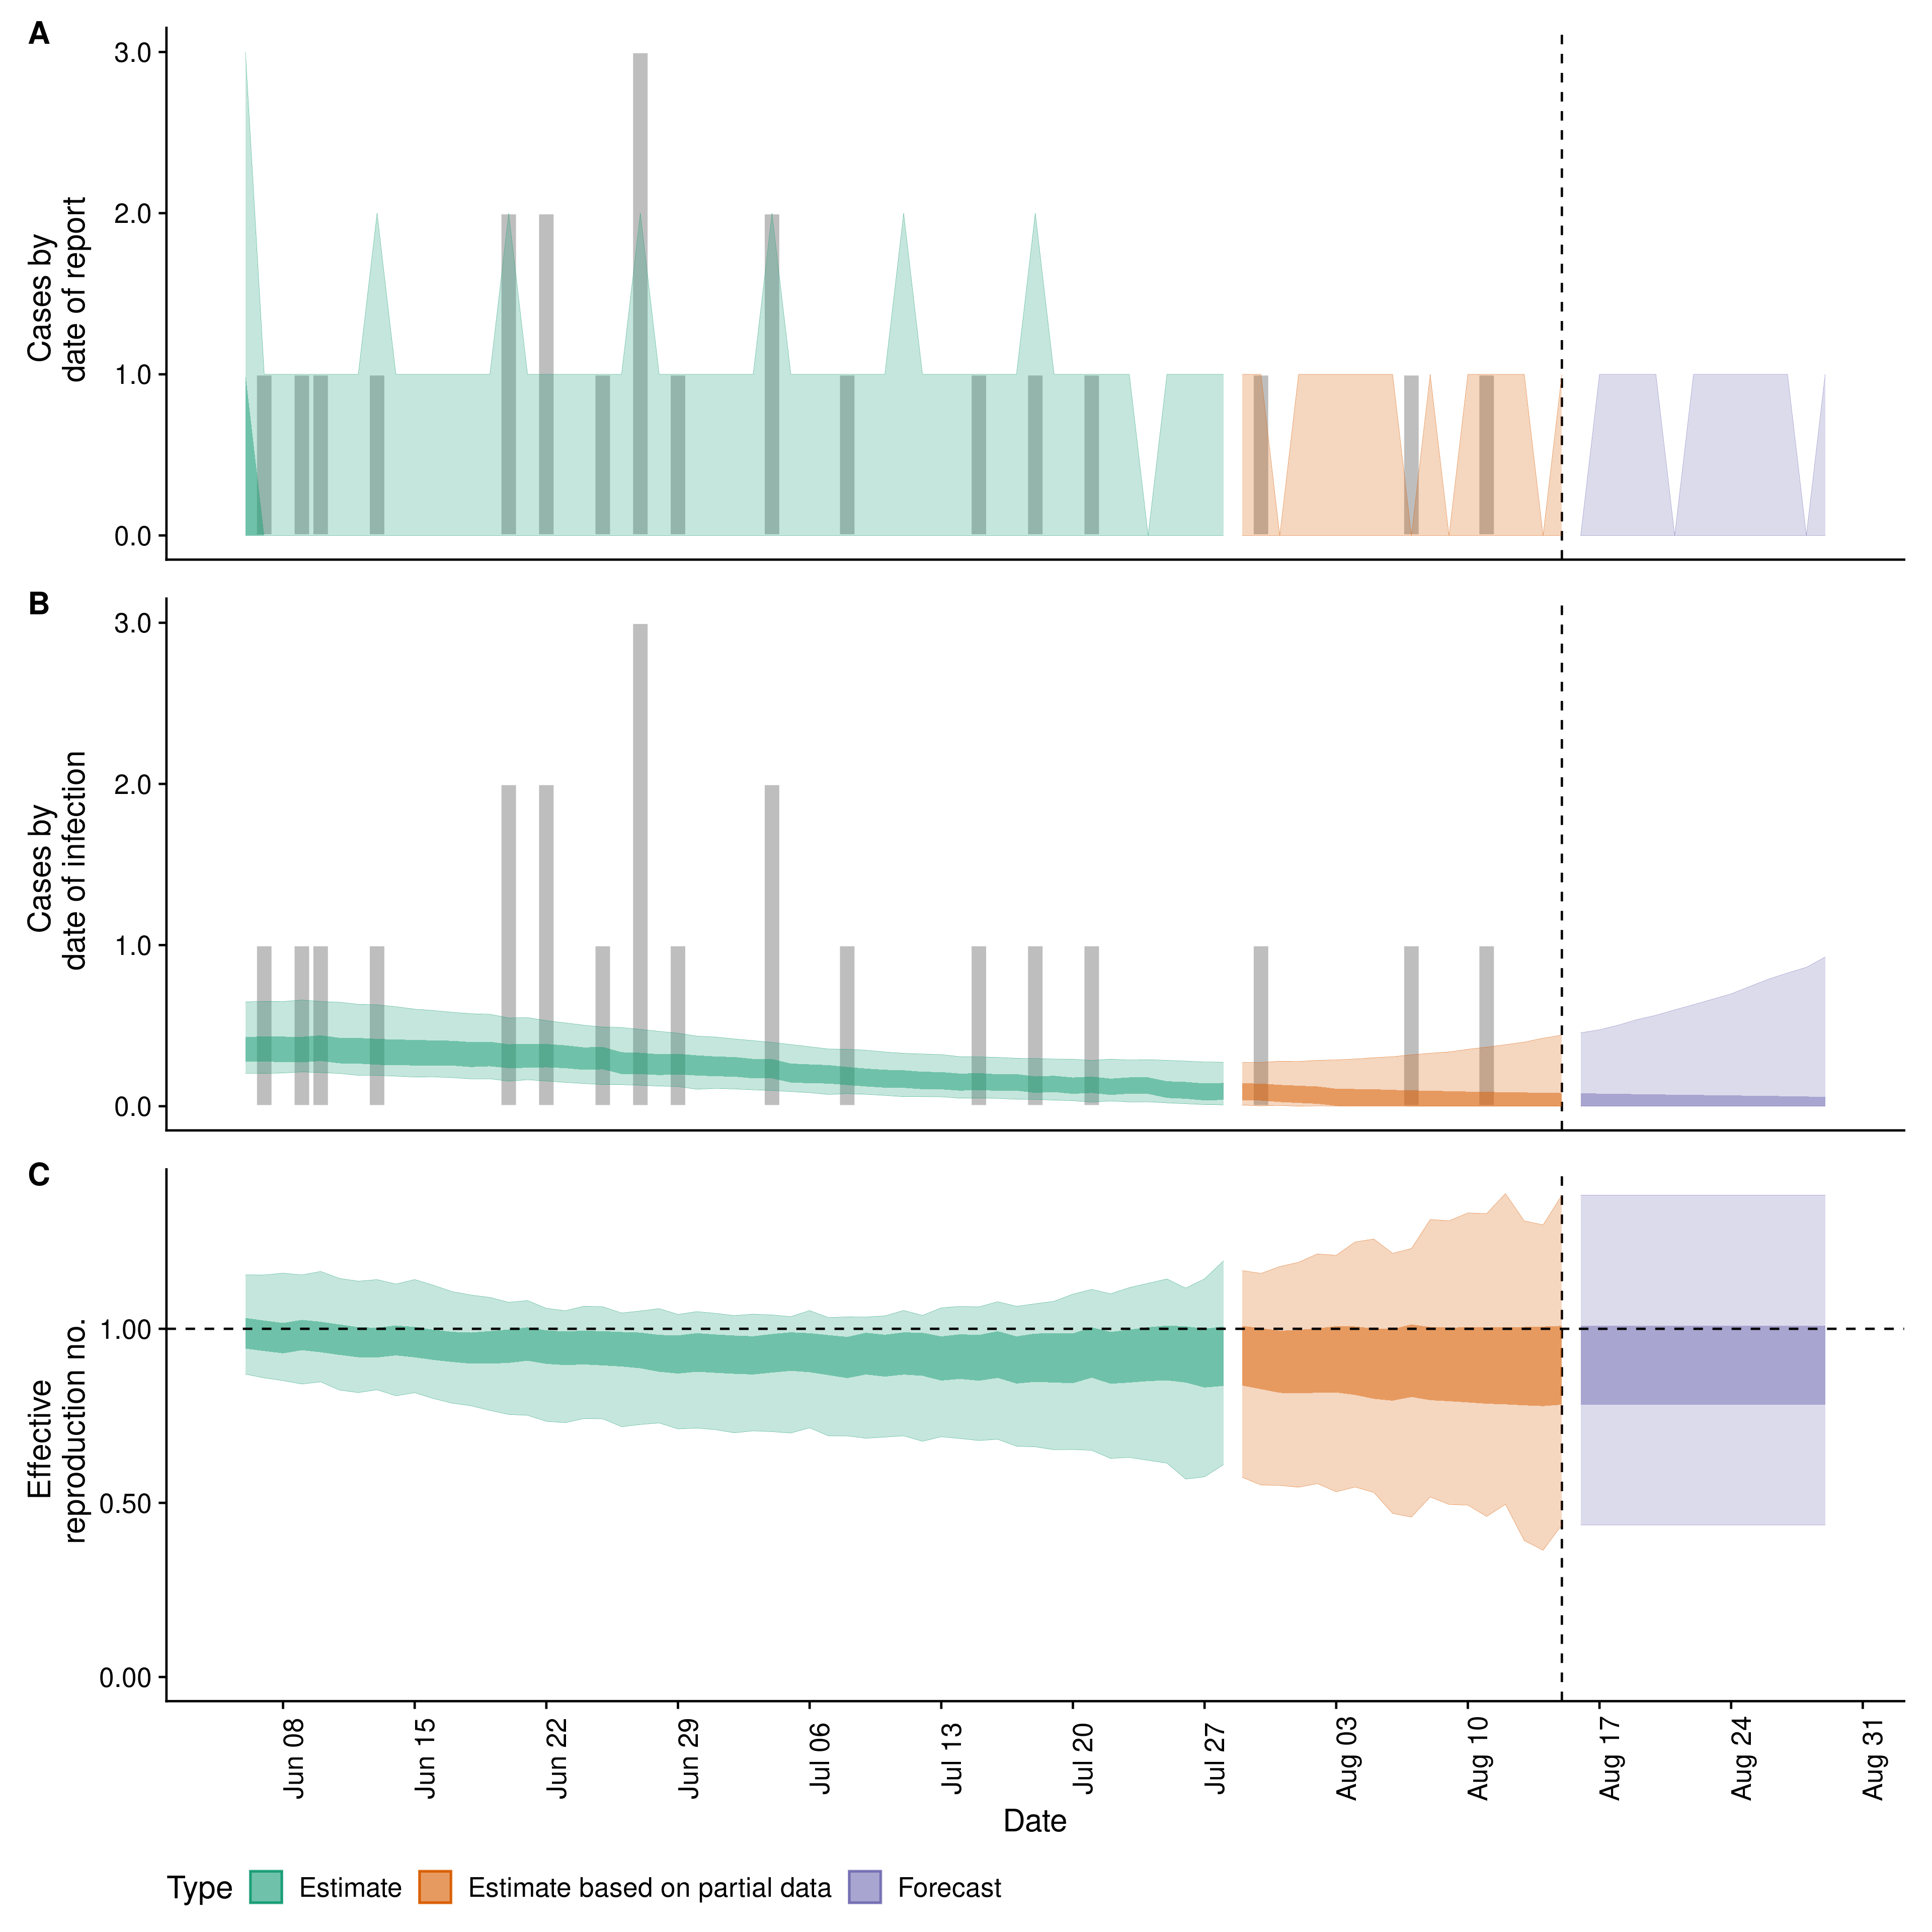 A
Cases by
date of report
3.0
2.0
1.0
0.0
B
Cases by
date of infection
3.0
2.0
1.0
0.0
C
Effective
reproduction no.
1.00
0.50
0.00
Jun 08
Jun 15
Jun 22
Jun 29
Jul 06
Jul 13
Jul 20
Jul 27
Aug 03
Aug 10
Aug 17
Aug 24
Aug 31
Date
Type Estimate Estimate based on partial data Forecast